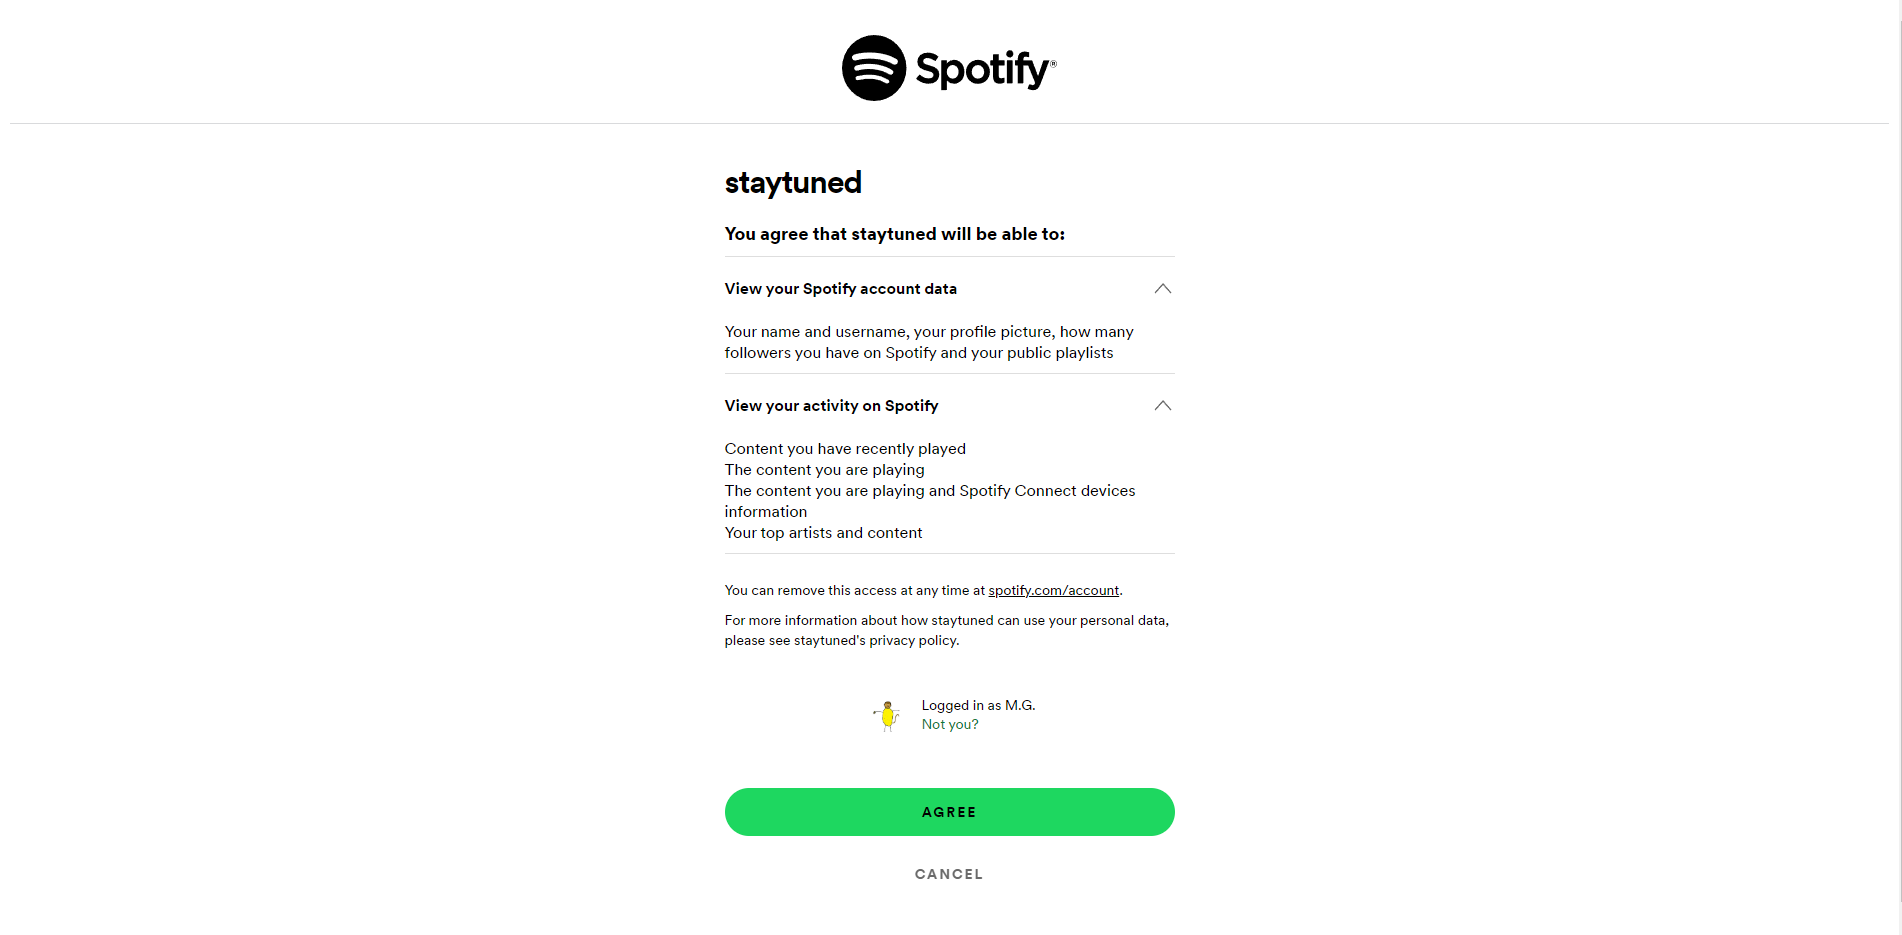 Spotify®
staytuned
You agree that staytuned will be able to:
View your Spotify account data
Your name and username, your profile picture, how many
followers you have on Spotify and your public playlists
View your activity on Spotify
Content you have recently played
The content you are playing
The content you are playing and Spotify Connect devices
information
Your top artists and content
You can remove this access at any time at spotify.com/account.
For more information about how staytuned can use your personal data,
please see staytuned's privacy policy.
Logged in as M.G.
Not you?
AGREE
CANCEL